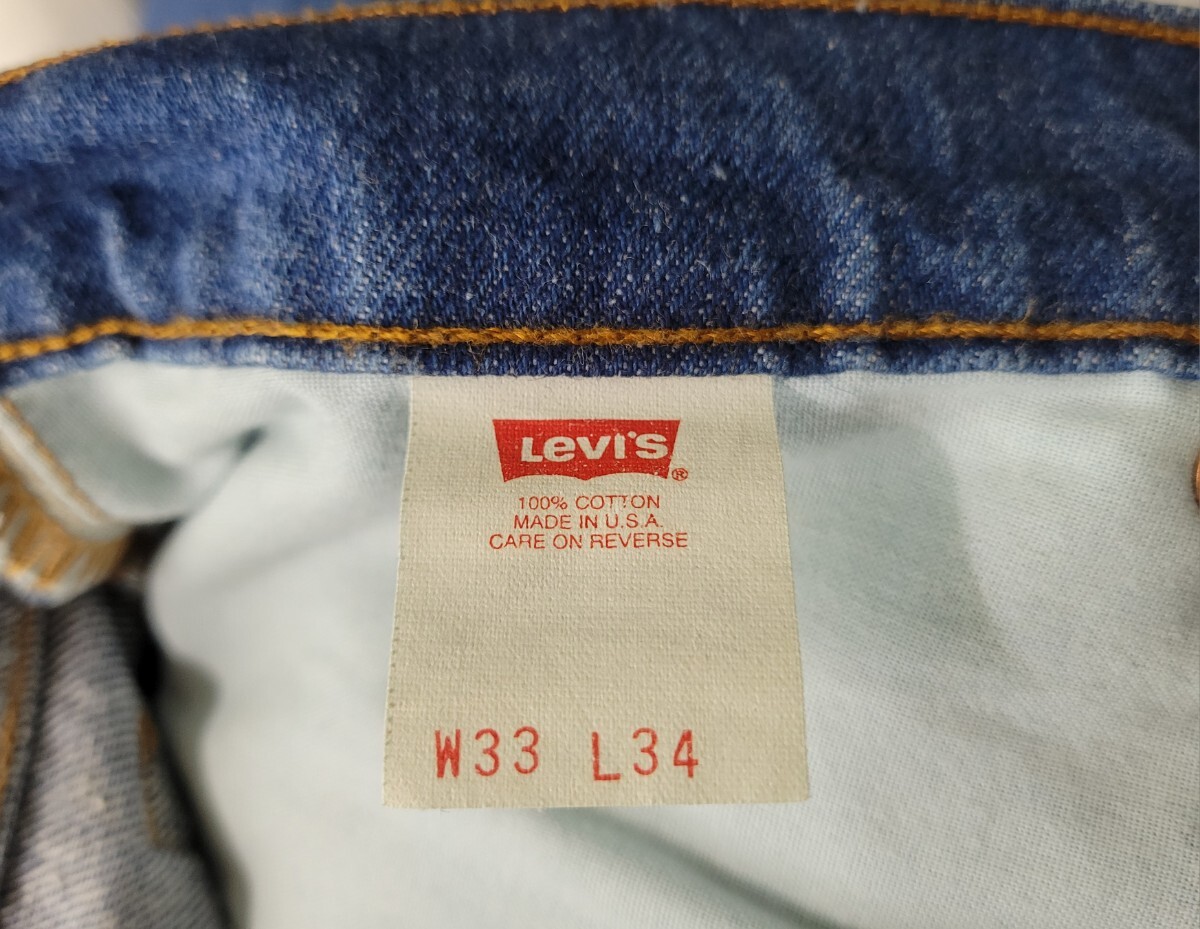 Levi's®
100% COTTON
MADE IN U.S.A.
CARE ON REVERSE
W33 L34